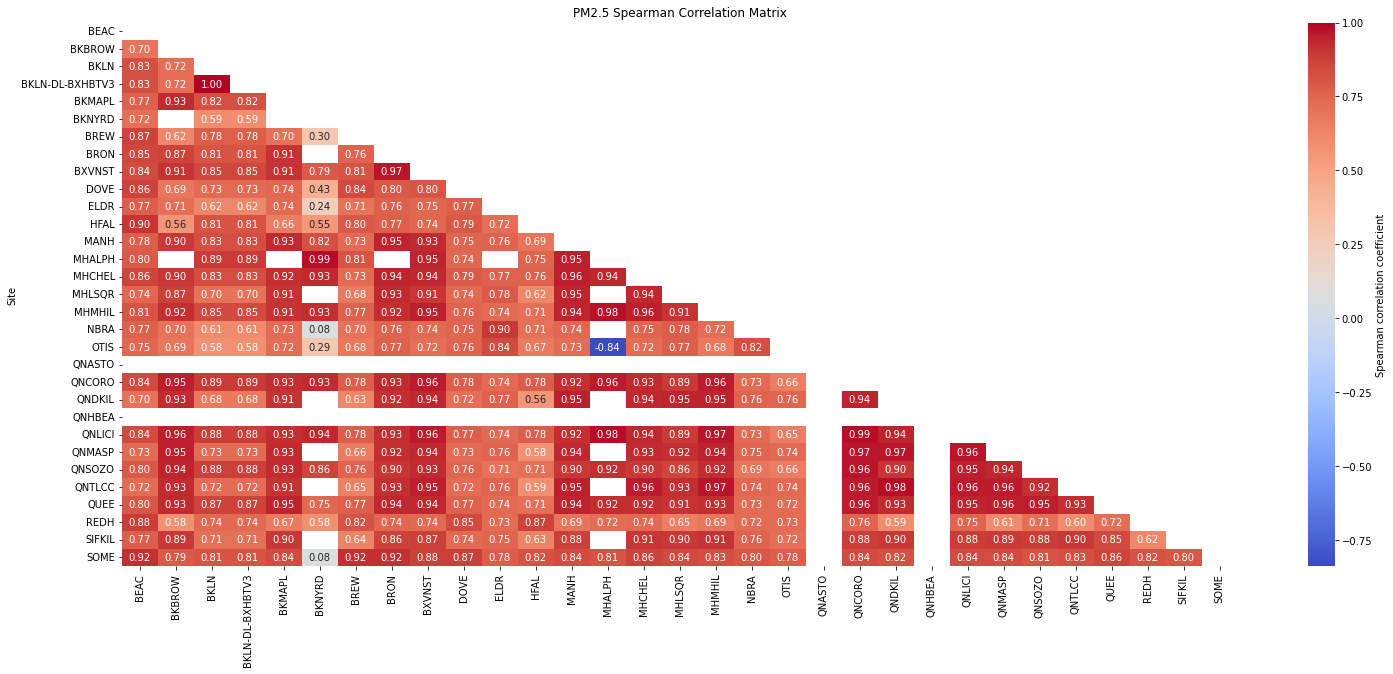 PM2.5 Spearman Correlation Matrix
BEAC
BKBROW 0.70
BKLN 0.83 0.72
BKLN-DL-BXHBTV3 0.83 0.72 1.00
BKMAPL 0.77 0.93 0.82 0.82
BKNYRD 0.72 0.59 0.59
BREW 0.87 0.62 0.78 0.78 0.70 0.30
BRON 0.85 0.87 0.81 0.81 0.91 0.76
BXVNST 0.84 0.91 0.85 0.85 0.91 0.79 0.81 0.97
DOVE 0.86 0.69 0.73 0.73 0.74 0.43 0.84 0.80 0.80
ELDR 0.77 0.71 0.62 0.62 0.74 0.24 0.71 0.76 0.75 0.77
HFAL 0.90 0.56 0.81 0.81 0.66 0.55 0.80 0.77 0.74 0.79 0.72
MANH 0.78 0.90 0.83 0.83 0.93 0.82 0.73 0.95 0.93 0.75 0.76 0.69
MHALPH 0.80 0.89 0.89 0.99 0.81 0.95 0.74 0.75 0.95
MHCHEL 0.86 0.90 0.83 0.83 0.92 0.93 0.73 0.94 0.94 0.79 0.77 0.76 0.96 0.94
MHLSQR 0.74 0.87 0.70 0.70 0.91 0.68 0.93 0.91 0.74 0.78 0.62 0.95 0.94
MHMHIL 0.81 0.92 0.85 0.85 0.91 0.93 0.77 0.92 0.95 0.76 0.74 0.71 0.94 0.98 0.96 0.91
NBRA 0.77 0.70 0.61 0.61 0.73 0.08 0.70 0.76 0.74 0.75 0.90 0.71 0.74 0.75 0.78 0.72
OTIS 0.75 0.69 0.58 0.58 0.72 0.29 0.68 0.77 0.72 0.76 0.84 0.67 0.73 -0.84 0.72 0.77 0.68 0.82
QNASTO
QNCORO 0.84 0.95 0.89 0.89 0.93 0.93 0.78 0.93 0.96 0.78 0.74 0.78 0.92 0.96 0.93 0.89 0.96 0.73 0.66
QNDKIL 0.70 0.93 0.68 0.68 0.91 0.63 0.92 0.94 0.72 0.77 0.56 0.95 0.94 0.95 0.95 0.76 0.76 0.94
QNHBEA
QNLICI 0.84 0.96 0.88 0.88 0.93 0.94 0.78 0.93 0.96 0.77 0.74 0.78 0.92 0.98 0.94 0.89 0.97 0.73 0.65 0.99 0.94
QNMASP 0.73 0.95 0.73 0.73 0.93 0.66 0.92 0.94 0.73 0.76 0.58 0.94 0.93 0.92 0.94 0.75 0.74 0.97 0.97 0.96
QNSOZO 0.80 0.94 0.88 0.88 0.93 0.86 0.76 0.90 0.93 0.76 0.71 0.71 0.90 0.92 0.90 0.86 0.92 0.69 0.66 0.96 0.90 0.95 0.94
QNTLCC 0.72 0.93 0.72 0.72 0.91 0.65 0.93 0.95 0.72 0.76 0.59 0.95 0.96 0.93 0.97 0.74 0.74 0.96 0.98 0.96 0.96 0.92
QUEE 0.80 0.93 0.87 0.87 0.95 0.75 0.77 0.94 0.94 0.77 0.74 0.71 0.94 0.92 0.92 0.91 0.93 0.73 0.72 0.96 0.93 0.95 0.96 0.95 0.93
REDH 0.88 0.58 0.74 0.74 0.67 0.58 0.82 0.74 0.74 0.85 0.73 0.87 0.69 0.72 0.74 0.65 0.69 0.72 0.73 0.76 0.59 0.75 0.61 0.71 0.60 0.72
SIFKIL 0.77 0.89 0.71 0.71 0.90 0.64 0.86 0.87 0.74 0.75 0.63 0.88 0.91 0.90 0.91 0.76 0.72 0.88 0.90 0.88 0.89 0.88 0.90 0.85 0.62
SOME 0.92 0.79 0.81 0.81 0.84 0.08 0.92 0.92 0.88 0.87 0.78 0.82 0.84 0.81 0.86 0.84 0.83 0.80 0.78 0.84 0.82 0.84 0.84 0.81 0.83 0.86 0.82 0.80
Site
BEAC
BKBROW
BKLN
BKLN-DL-BXHBTV3
BKMAPL
BKNYRD
BREW
BRON
BXVNST
DOVE
ELDR
HFAL
MANH
MHALPH
MHCHEL
MHLSQR
MHMHIL
NBRA
OTIS
QNASTO
QNCORO
QNDKIL
QNHBEA
QNLICI
QNMASP
QNSOZO
QNTLCC
QUEE
REDH
SIFKIL
SOME
1.00
0.75
0.50
0.25
0.00
−0.25
−0.50
−0.75
Spearman correlation coefficient